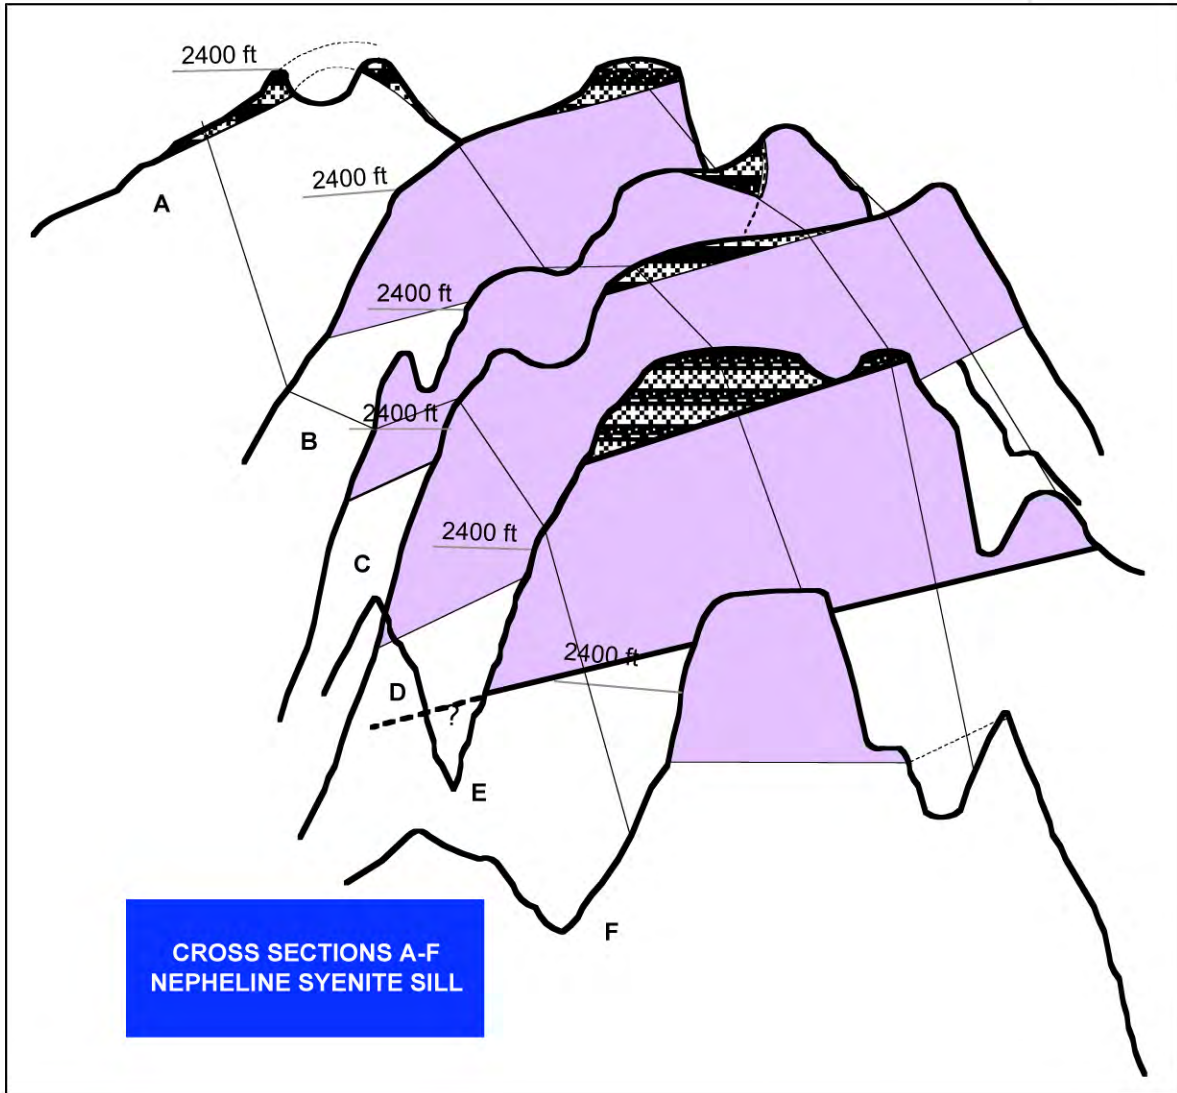 2400 ft
A
2400 ft
2400 ft
B
2400 ft
C
2400 ft
D
?
E
2400 ft
F
CROSS SECTIONS A-F
NEPHELINE SYENITE SILL